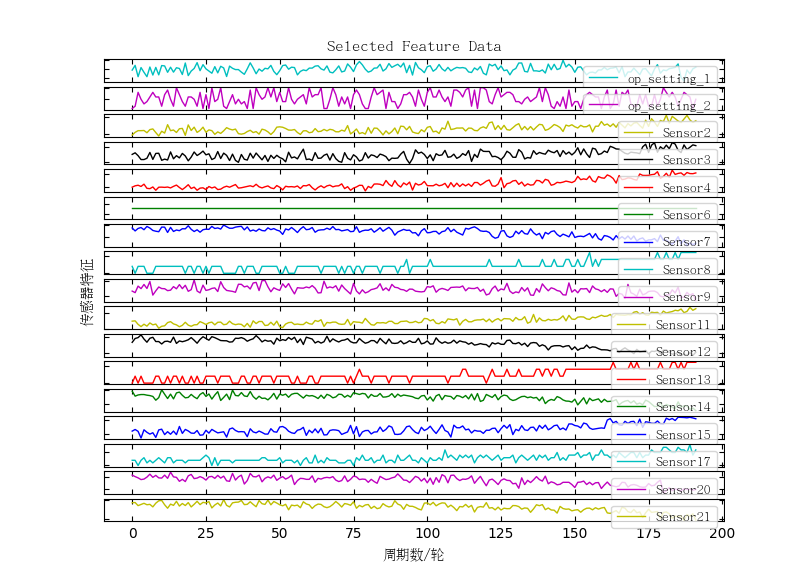 Selected Feature Data
op_setting_1
op_setting_2
Sensor2
Sensor3
Sensor4
Sensor6
Sensor7
Sensor8
Sensor9
Sensor11
Sensor12
Sensor13
Sensor14
Sensor15
Sensor17
Sensor20
Sensor21
传感器特征
0 25 50 75 100 125 150 175 200
周期数/轮